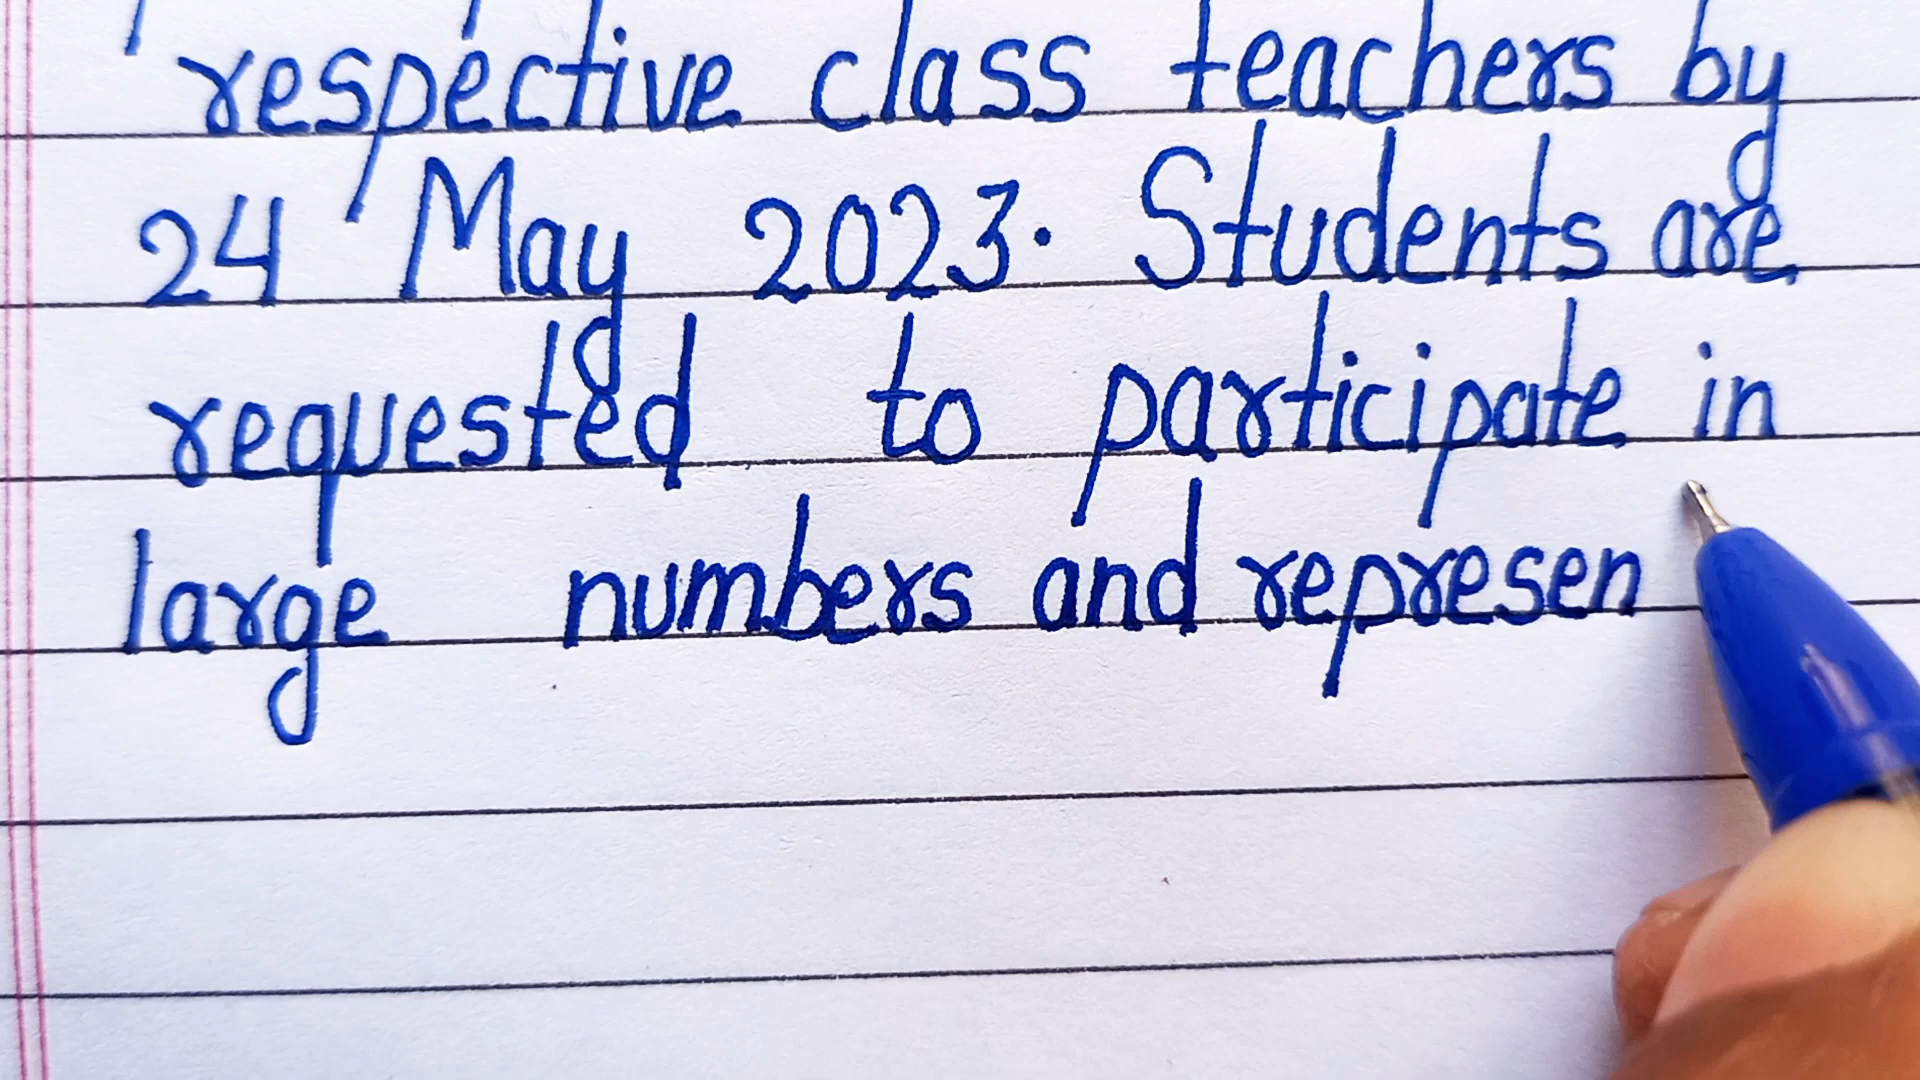 respective class teachers by
24 May 2023. Students are
requested to participate in
large numbers and represen